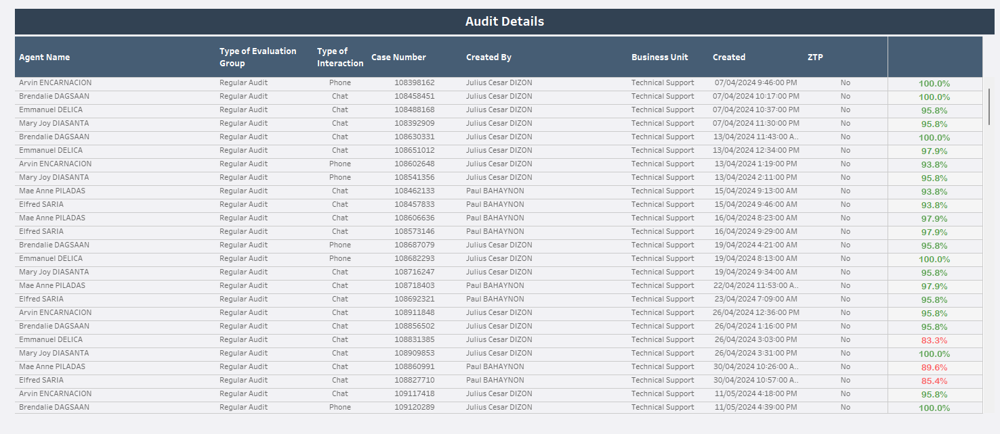 Audit Details
Agent Name Type of Evaluation Group Type of Interaction Case Number Created By Business Unit Created ZTP
Arvin ENCARNACION Regular Audit Phone 108398162 Julius Cesar DIZON Technical Support 07/04/2024 9:46:00 PM No 100.0%
Brendalie DAGSAAN Regular Audit Chat 108458451 Julius Cesar DIZON Technical Support 07/04/2024 10:17:00 PM No 100.0%
Emmanuel DELICA Regular Audit Chat 108488168 Julius Cesar DIZON Technical Support 07/04/2024 10:37:00 PM No 95.8%
Mary Joy DIASANTA Regular Audit Chat 108392909 Julius Cesar DIZON Technical Support 07/04/2024 11:30:00 PM No 95.8%
Brendalie DAGSAAN Regular Audit Chat 108630331 Julius Cesar DIZON Technical Support 13/04/2024 11:43:00 A.. No 100.0%
Emmanuel DELICA Regular Audit Chat 108651012 Julius Cesar DIZON Technical Support 13/04/2024 12:34:00 PM No 97.9%
Arvin ENCARNACION Regular Audit Phone 108602648 Julius Cesar DIZON Technical Support 13/04/2024 1:19:00 PM No 93.8%
Mary Joy DIASANTA Regular Audit Phone 108541356 Julius Cesar DIZON Technical Support 13/04/2024 2:11:00 PM No 95.8%
Mae Anne PILADAS Regular Audit Chat 108462133 Paul BAHAYNON Technical Support 15/04/2024 9:13:00 AM No 93.8%
Elfred SARIA Regular Audit Chat 108457833 Paul BAHAYNON Technical Support 15/04/2024 9:46:00 AM No 93.8%
Mae Anne PILADAS Regular Audit Chat 108606636 Paul BAHAYNON Technical Support 16/04/2024 8:23:00 AM No 97.9%
Elfred SARIA Regular Audit Chat 108573146 Paul BAHAYNON Technical Support 16/04/2024 9:29:00 AM No 97.9%
Brendalie DAGSAAN Regular Audit Phone 108687079 Julius Cesar DIZON Technical Support 19/04/2024 4:21:00 AM No 95.8%
Emmanuel DELICA Regular Audit Phone 108682293 Julius Cesar DIZON Technical Support 19/04/2024 8:13:00 AM No 100.0%
Mary Joy DIASANTA Regular Audit Chat 108716247 Julius Cesar DIZON Technical Support 19/04/2024 9:34:00 AM No 95.8%
Mae Anne PILADAS Regular Audit Chat 108718403 Paul BAHAYNON Technical Support 22/04/2024 11:53:00 A.. No 97.9%
Elfred SARIA Regular Audit Chat 108692321 Paul BAHAYNON Technical Support 23/04/2024 7:09:00 AM No 95.8%
Arvin ENCARNACION Regular Audit Chat 108911848 Julius Cesar DIZON Technical Support 26/04/2024 12:36:00 PM No 95.8%
Brendalie DAGSAAN Regular Audit Chat 108856502 Julius Cesar DIZON Technical Support 26/04/2024 1:16:00 PM No 95.8%
Emmanuel DELICA Regular Audit Chat 108831385 Julius Cesar DIZON Technical Support 26/04/2024 3:03:00 PM No 83.3%
Mary Joy DIASANTA Regular Audit Chat 108909853 Julius Cesar DIZON Technical Support 26/04/2024 3:31:00 PM No 100.0%
Mae Anne PILADAS Regular Audit Chat 108860991 Paul BAHAYNON Technical Support 30/04/2024 10:26:00 A.. No 89.6%
Elfred SARIA Regular Audit Chat 108827710 Paul BAHAYNON Technical Support 30/04/2024 10:57:00 A.. No 85.4%
Arvin ENCARNACION Regular Audit Chat 109117418 Julius Cesar DIZON Technical Support 11/05/2024 4:18:00 PM No 95.8%
Brendalie DAGSAAN Regular Audit Phone 109120289 Julius Cesar DIZON Technical Support 11/05/2024 4:39:00 PM No 100.0%